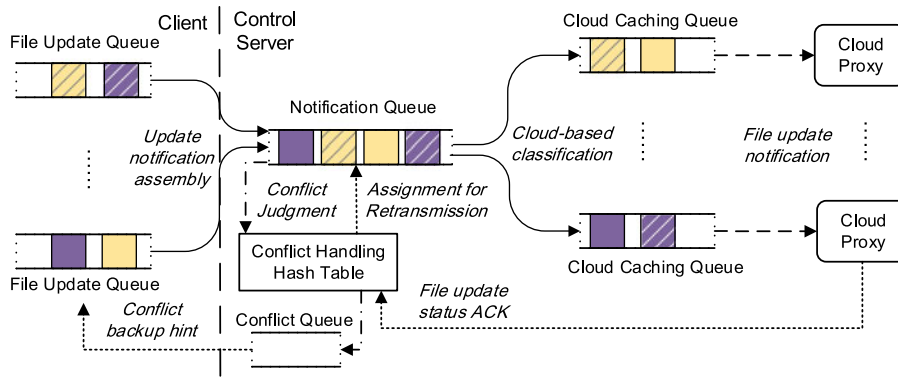 Client
Control
Server
File Update Queue
Cloud Caching Queue
Cloud
Proxy
Notification Queue
Update
notification
assembly
Cloud-based
classification
File update
notification
Conflict
Judgment
Assignment for
Retransmission
Conflict Handling
Hash Table
Cloud
Proxy
File Update Queue
Cloud Caching Queue
Conflict
backup hint
Conflict Queue
File update
status ACK